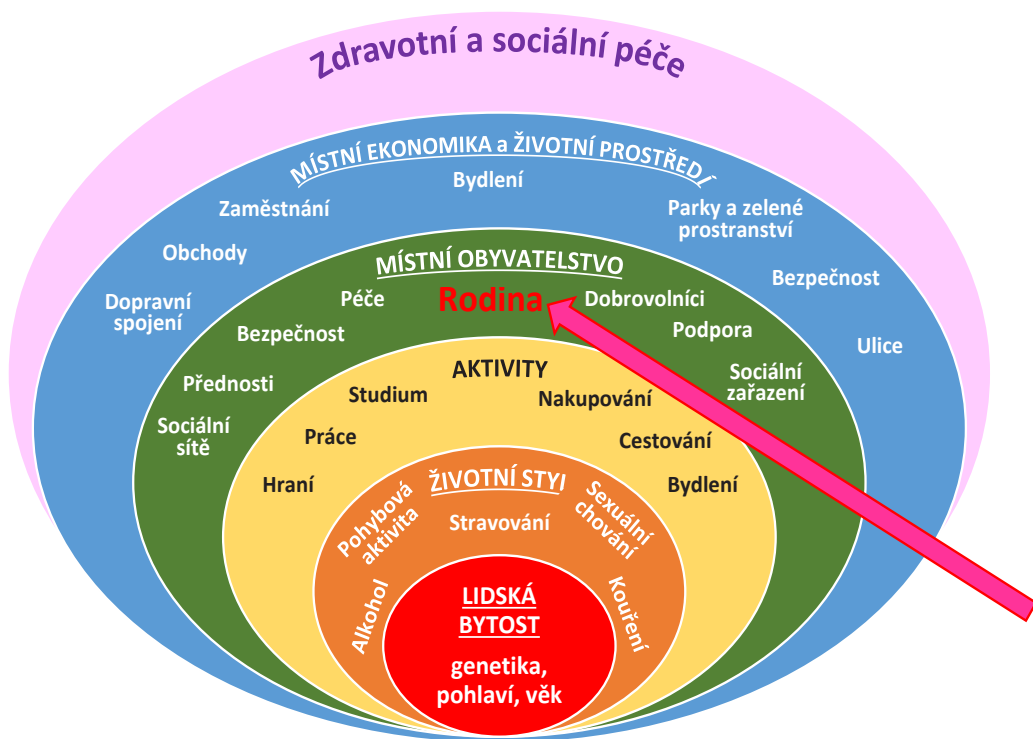 Zdravotní a sociální péče
MÍSTNÍ EKONOMIKA a ŽIVOTNÍ PROSTŘEDÍ
Bydlení
Zaměstnání
Parky a zelené
prostranství
Obchody
Bezpečnost
Dopravní
spojení
Ulice
MÍSTNÍ OBYVATELSTVO
Péče
Rodina
Dobrovolníci
Bezpečnost
Podpora
Přednosti
Sociální
zařazení
Sociální
sítě
AKTIVITY
Studium
Nakupování
Práce
Cestování
Hraní
Bydlení
ŽIVOTNÍ STYl
Pohybová
aktivita
Stravování
Sexuální
chování
Alkohol
Kouření
LIDSKÁ
BYTOST
genetika,
pohlaví, věk